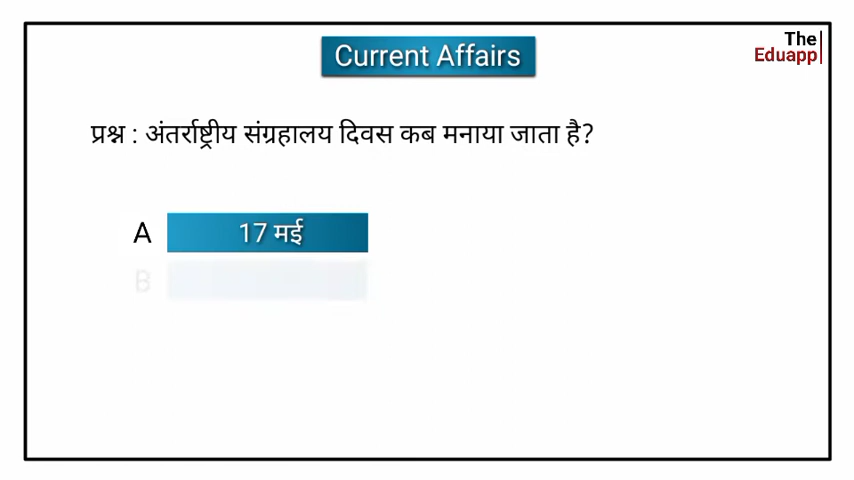 Current Affairs
The
Eduapp
प्रश्न : अंतर्राष्ट्रीय संग्रहालय दिवस कब मनाया जाता है?
A 17 मई
B